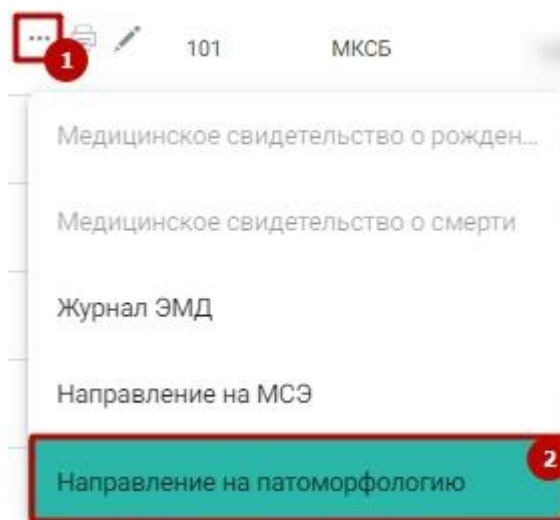 ... 1 101 МКСБ
Медицинское свидетельство о рожден...
Медицинское свидетельство о смерти
Журнал ЭМД
Направление на МСЭ
Направление на патоморфологию 2